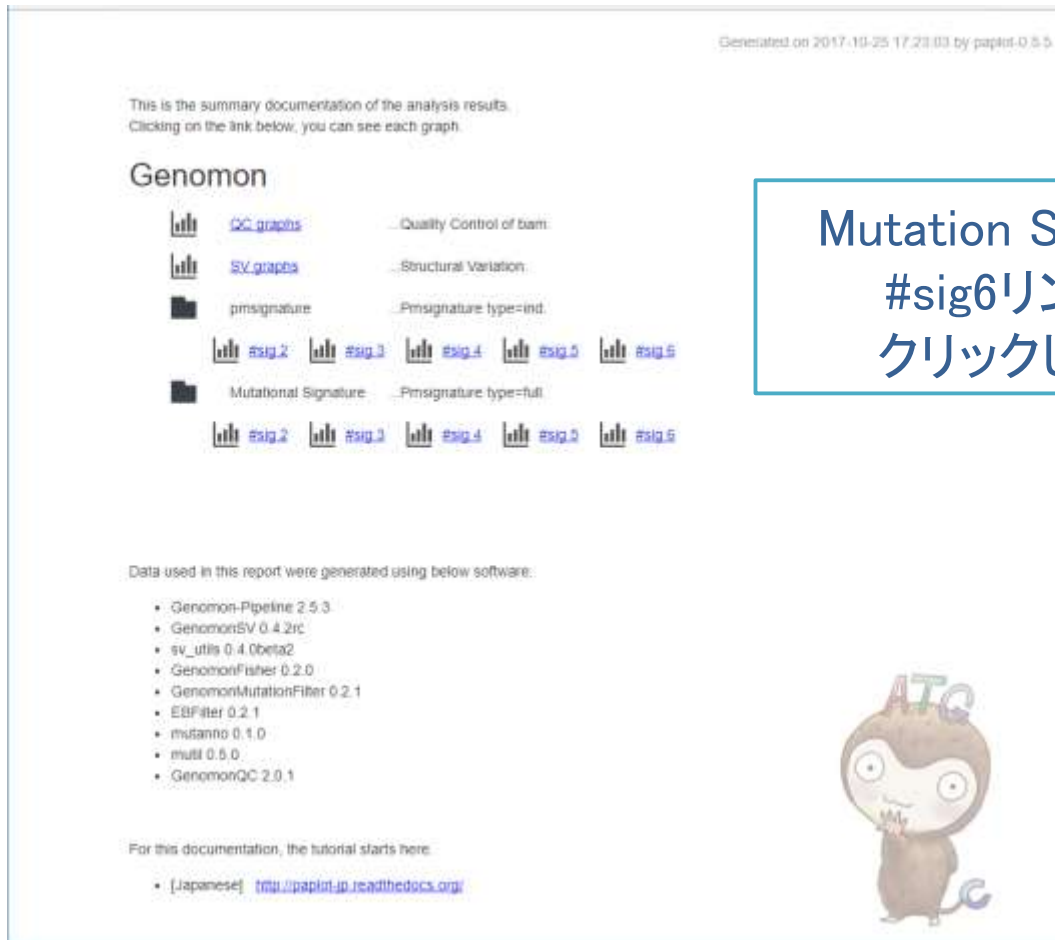 Generated on 2017-10-25 17:23:03 by paplot-0.5.5
This is the summary documentation of the analysis results.
Clicking on the link below, you can see each graph.
Genomon
QC graphs ...Quality Control of bam.
SV graphs ...Structural Variation.
pmsignature ...Pmsignature type=ind.
#sig.2 #sig.3 #sig.4 #sig.5 #sig.6
Mutational Signature ...Pmsignature type=full.
#sig.2 #sig.3 #sig.4 #sig.5 #sig.6
Mutation S
#sig6リン
クリックし
Data used in this report were generated using below software.
• Genomon-Pipeline 2.5.3
• GenomonSV 0.4.2rc
• sv_utils 0.4.0beta2
• GenomonFisher 0.2.0
• GenomonMutationFilter 0.2.1
• EBFilter 0.2.1
• mutanno 0.1.0
• mutil 0.5.0
• GenomonQC 2.0.1
For this documentation, the tutorial starts here.
• [Japanese] http://paplot-jp.readthedocs.org/
ATG
C